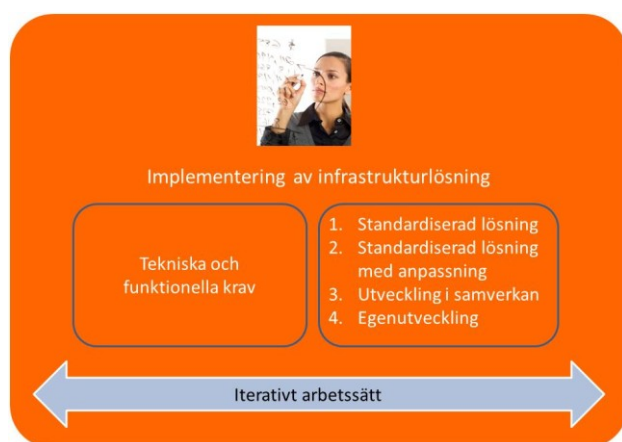 Implementering av infrastrukturlösning
Tekniska och
funktionella krav
1. Standardiserad lösning
2. Standardiserad lösning
med anpassning
3. Utveckling i samverkan
4. Egenutveckling
Iterativt arbetssätt